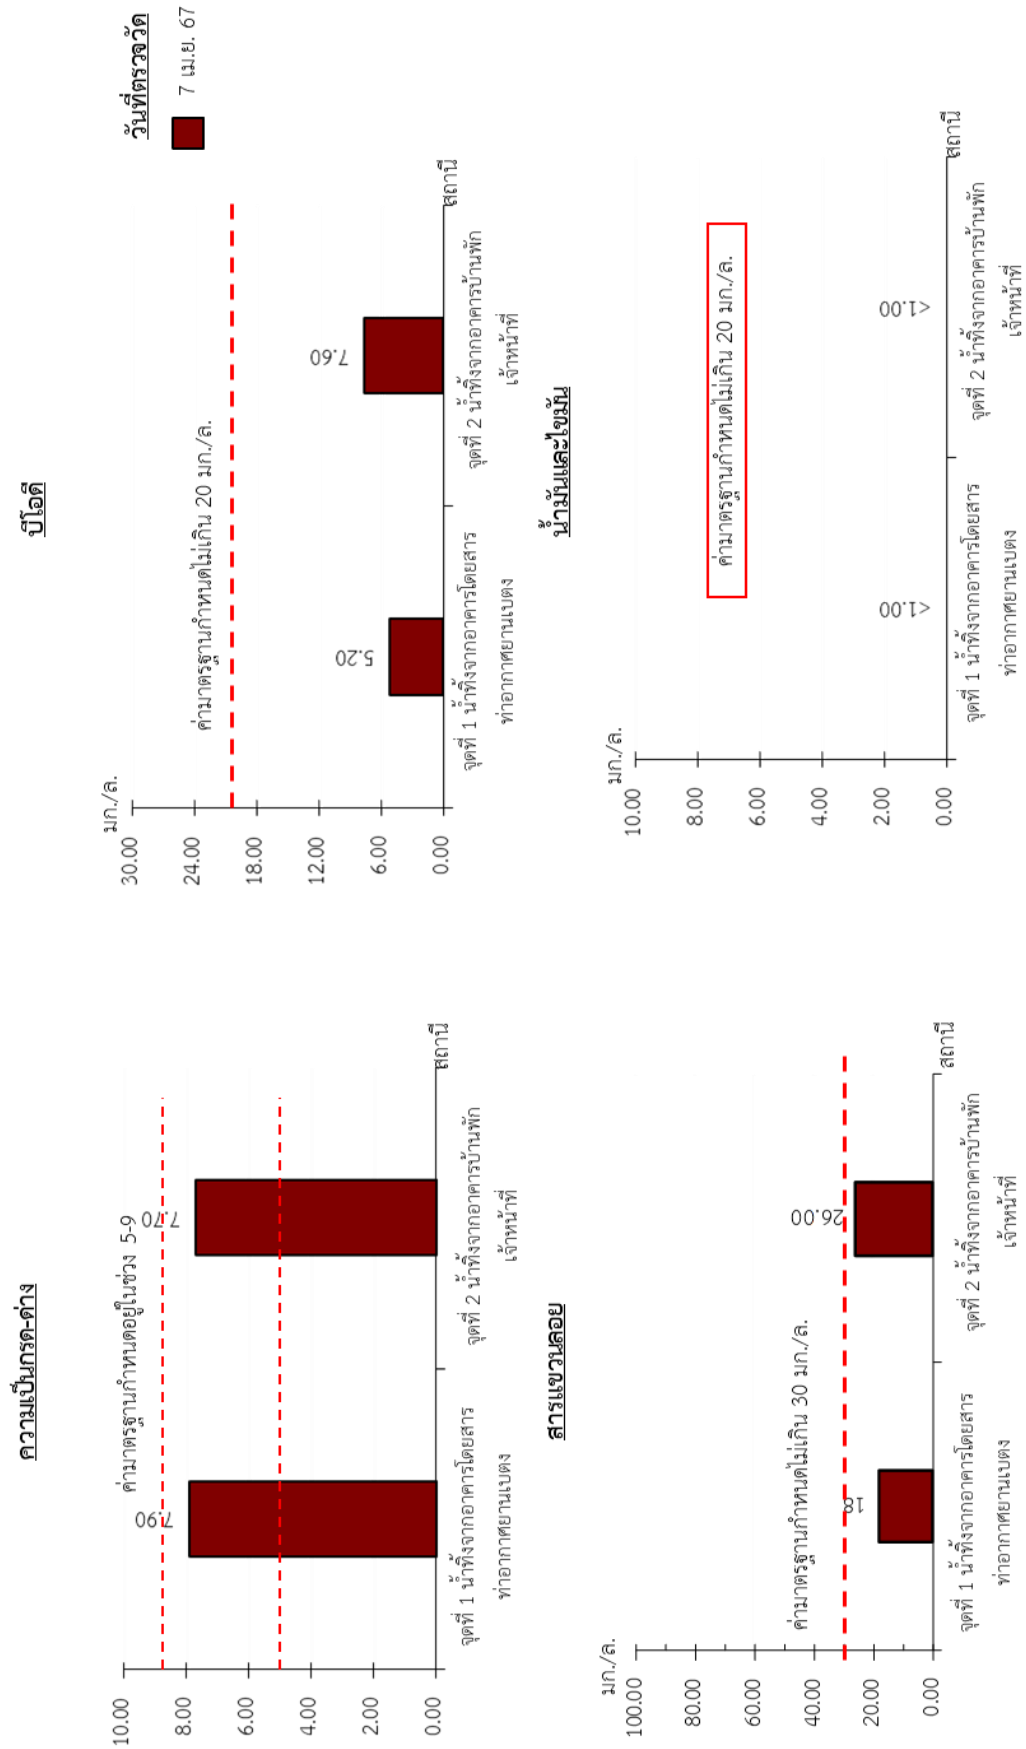 ความเป็นกรด-ด่าง
ค่ามาตรฐานกำหนดอยู่ในช่วง 5-9
10.00
8.00
6.00
4.00
2.00
0.00
7.90
7.70
สถานี
จุดที่ 1 น้ำทิ้งจากอาคารโดยสาร
ท่าอากาศยานเบตง
จุดที่ 2 น้ำทิ้งจากอาคารบ้านพัก
เจ้าหน้าที่
บีโอดี
วันที่ตรวจวัด
7 เม.ย. 67
มก./ล.
30.00
24.00
18.00
12.00
6.00
0.00
ค่ามาตรฐานกำหนดไม่เกิน 20 มก./ล.
5.20
7.60
สถานี
จุดที่ 1 น้ำทิ้งจากอาคารโดยสาร
ท่าอากาศยานเบตง
จุดที่ 2 น้ำทิ้งจากอาคารบ้านพัก
เจ้าหน้าที่
สารแขวนลอย
มก./ล.
100.00
80.00
60.00
40.00
20.00
0.00
ค่ามาตรฐานกำหนดไม่เกิน 30 มก./ล.
18
26.00
สถานี
จุดที่ 1 น้ำทิ้งจากอาคารโดยสาร
ท่าอากาศยานเบตง
จุดที่ 2 น้ำทิ้งจากอาคารบ้านพัก
เจ้าหน้าที่
น้ำมันและไขมัน
มก./ล.
10.00
8.00
6.00
4.00
2.00
0.00
ค่ามาตรฐานกำหนดไม่เกิน 20 มก./ล.
<1.00
<1.00
สถานี
จุดที่ 1 น้ำทิ้งจากอาคารโดยสาร
ท่าอากาศยานเบตง
จุดที่ 2 น้ำทิ้งจากอาคารบ้านพัก
เจ้าหน้าที่